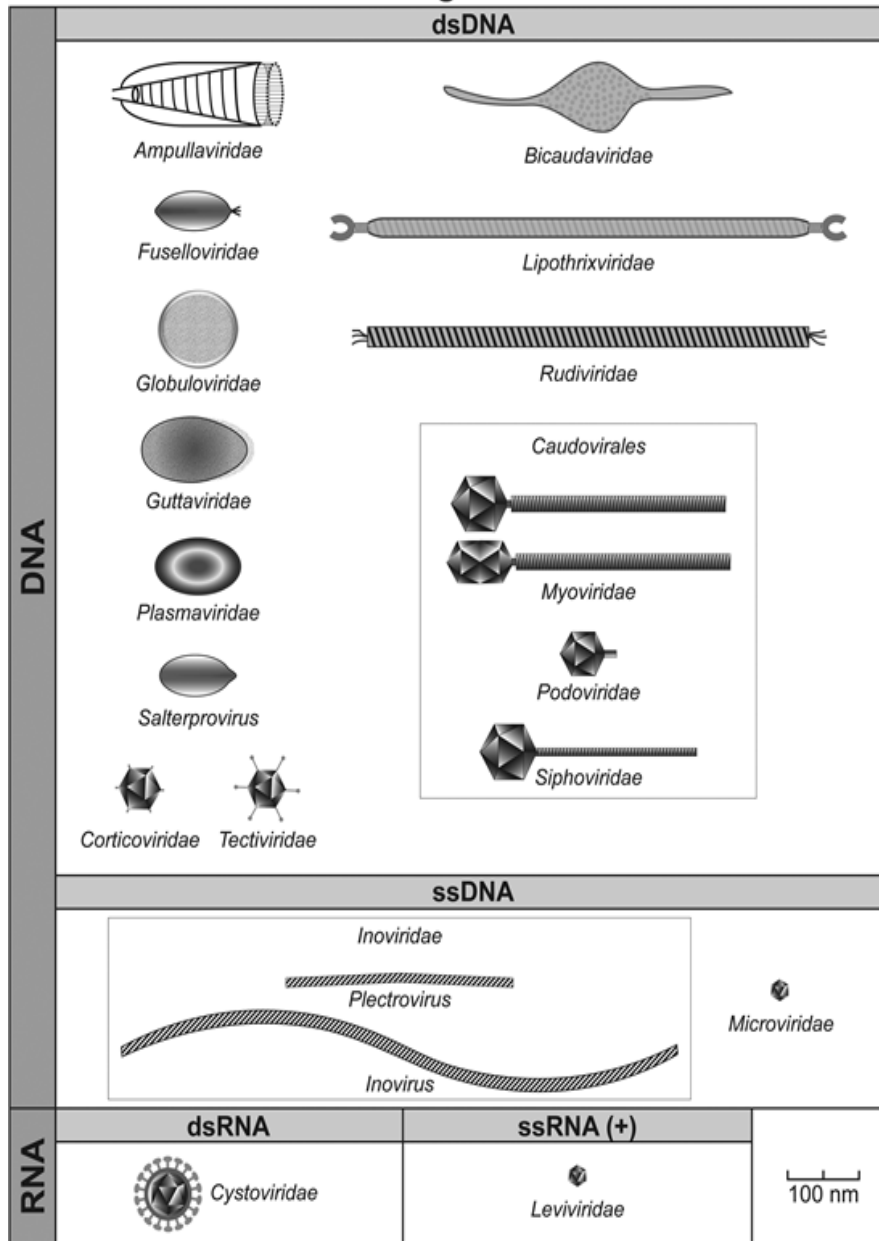 dsDNA
DNA
Ampullaviridae
Bicaudaviridae
Fuselloviridae
Lipothrixviridae
Globuloviridae
Rudiviridae
Guttaviridae
Caudovirales
Plasmaviridae
Myoviridae
Salterprovirus
Podoviridae
Siphoviridae
Corticoviridae Tectiviridae
ssDNA
Inoviridae
Plectrovirus
Inovirus
Microviridae
RNA
dsRNA
ssRNA (+)
Cystoviridae
Leviviridae
100 nm